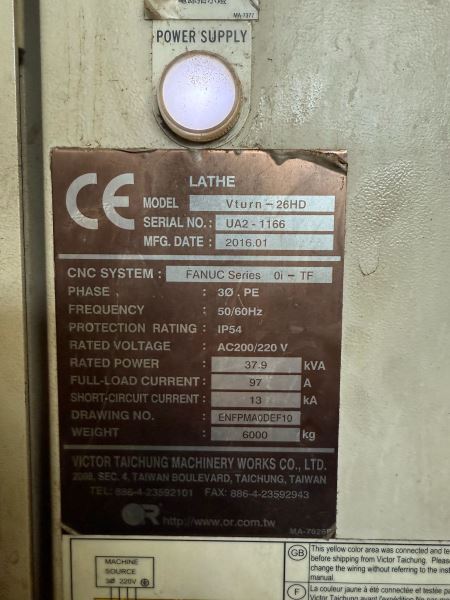 MA-7377
POWER SUPPLY
CE
LATHE
MODEL Vturn-26HD
SERIAL NO.: UA2-1166
MFG. DATE: 2016.01
CNC SYSTEM: FANUC Series 0i-TF
PHASE : 3Ø.PE
FREQUENCY : 50/60Hz
PROTECTION RATING : IP54
RATED VOLTAGE : AC200/220 V
RATED POWER : 37.9 kVA
FULL-LOAD CURRENT : 97 A
SHORT-CIRCUIT CURRENT : 13 kA
DRAWING NO. : ENFPMA0DEF10
WEIGHT : 6000 kg
VICTOR TAICHUNG MACHINERY WORKS CO., LTD.
2088, SEC. 4, TAIWAN BOULEVARD, TAICHUNG, TAIWAN
TEL: 886-4-23592101 FAX: 886-4-23592943
http://www.or.com.tw
MACHINE
SOURCE
3Ø 220V
GB This yellow color area was connected and
before shipping from Victor Taichung.
change the wiring without referring to the
manual.
F La couleur jaune à été connectée et testée